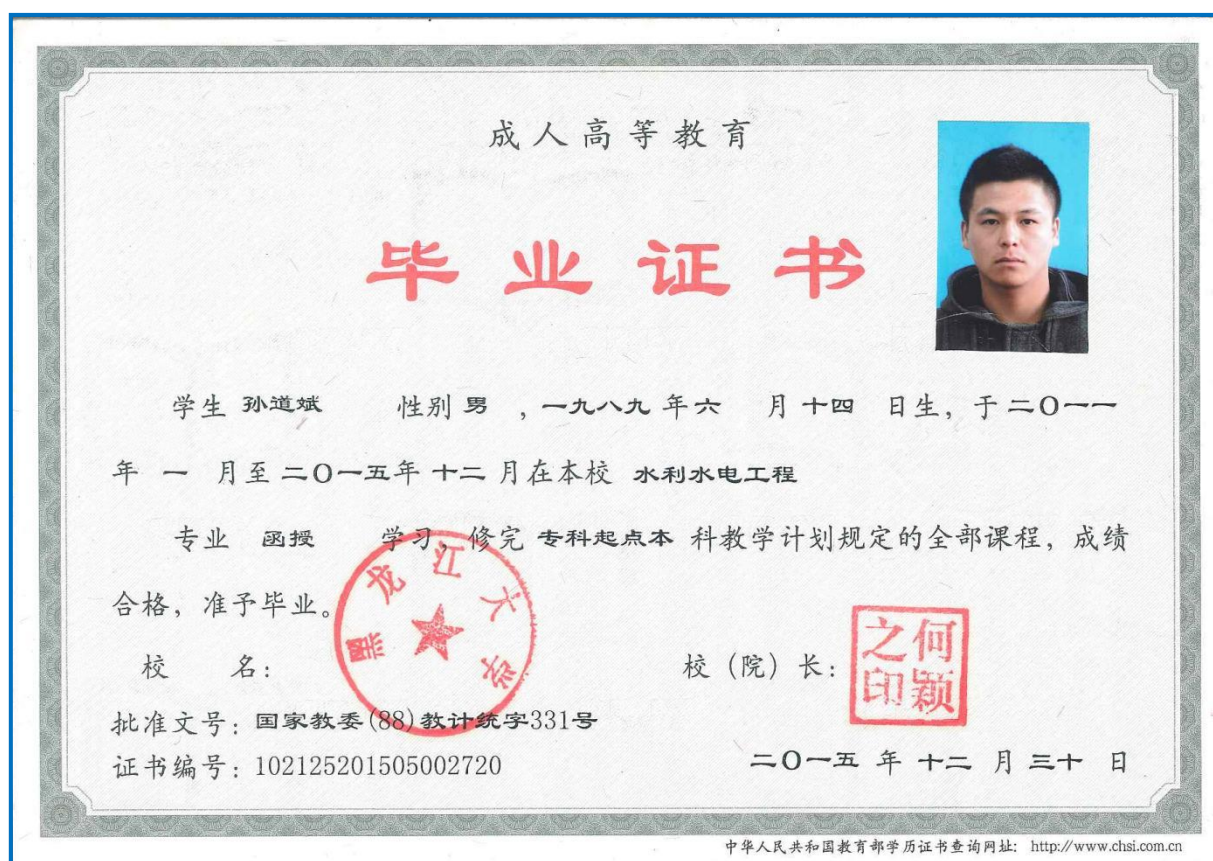 成人高等教育
毕业证书
学生 孙道斌 性别 男 ，一九八九 年 六 月 十四 日生，于 二O一一
年 一 月至 二O一五年 十二 月在本校 水利水电工程
专业 函授 学习，修完 专科起点本 科教学计划规定的全部课程，成绩
合格，准予毕业。
黑龙江大学
校 名：
校（院）长：
何颖之印
批准文号：国家教委(88)教计统字331号
证书编号：102125201505002720
二O一五 年 十二 月 三十 日
中华人民共和国教育部学历证书查询网址： http://www.chsi.com.cn